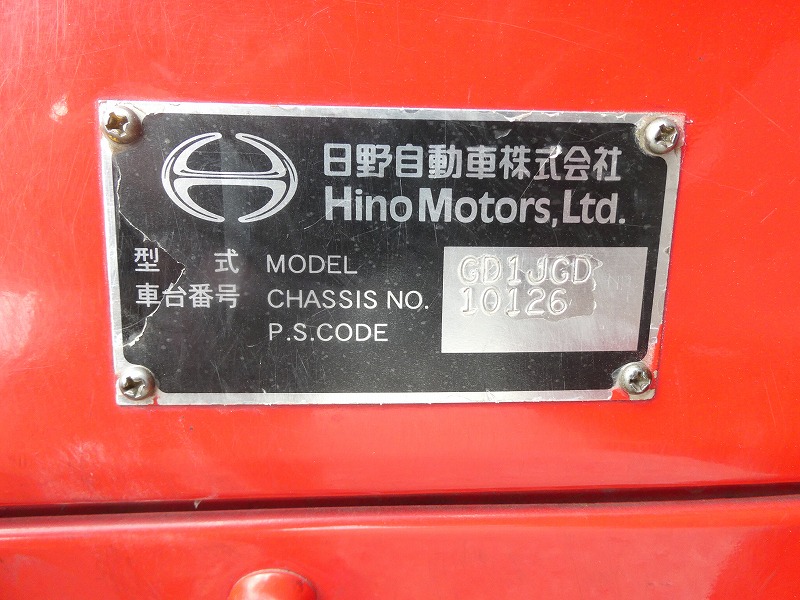 日野自動車株式会社
Hino Motors, Ltd.
型 式 MODEL GD1JGD
車台番号 CHASSIS NO. 10126
P.S.CODE